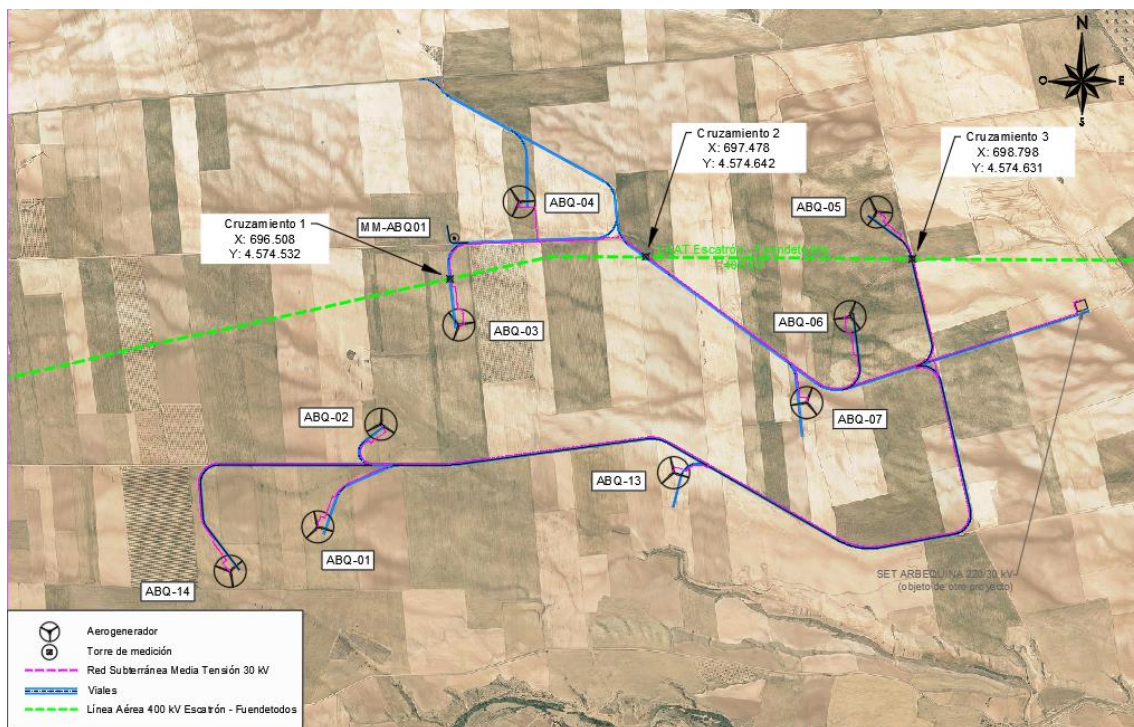 N
O
E
S
Cruzamiento 2
X: 697.478
Y: 4.574.642
Cruzamiento 3
X: 698.798
Y: 4.574.631
ABQ-04
ABQ-05
Cruzamiento 1
X: 696.508
Y: 4.574.532
MM-ABQ01
LAAT Escatrón - Fuendetodos
ABQ-03
ABQ-06
ABQ-02
ABQ-07
ABQ-13
ABQ-01
ABQ-14
SET ARBEQUINA 220/30 kV
(objeto de otro proyecto)
Aerogenerador
Torre de medición
Red Subterránea Media Tensión 30 kV
Viales
Línea Aérea 400 kV Escatrón - Fuendetodos